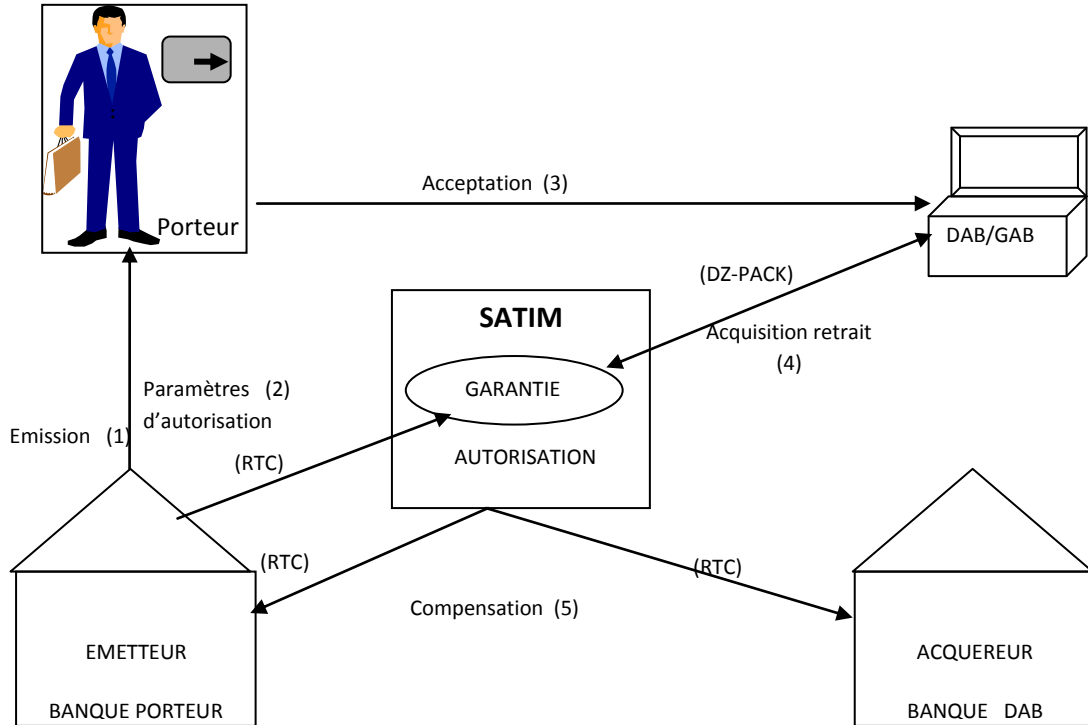 Porteur
Acceptation (3)
DAB/GAB
(DZ-PACK)
SATIM
Acquisition retrait
(4)
GARANTIE
Paramètres (2)
d’autorisation
Emission (1)
(RTC)
AUTORISATION
(RTC)
(RTC)
Compensation (5)
EMETTEUR
BANQUE PORTEUR
ACQUEREUR
BANQUE DAB